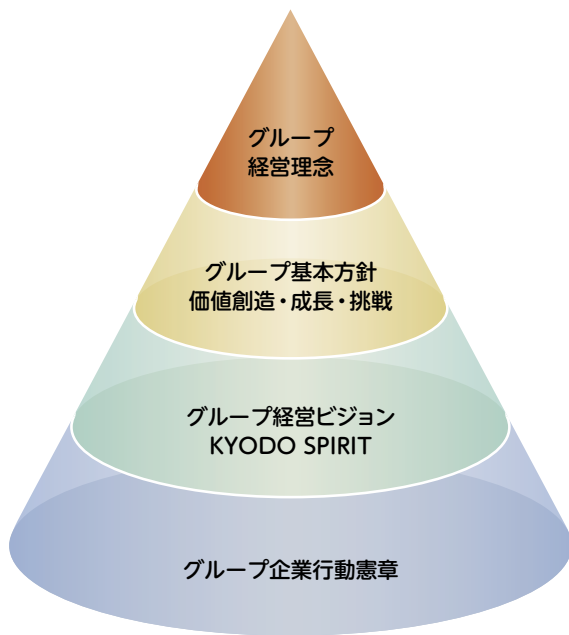 グループ
経営理念
グループ基本方針
価値創造・成長・挑戦
グループ経営ビジョン
KYODO SPIRIT
グループ企業行動憲章